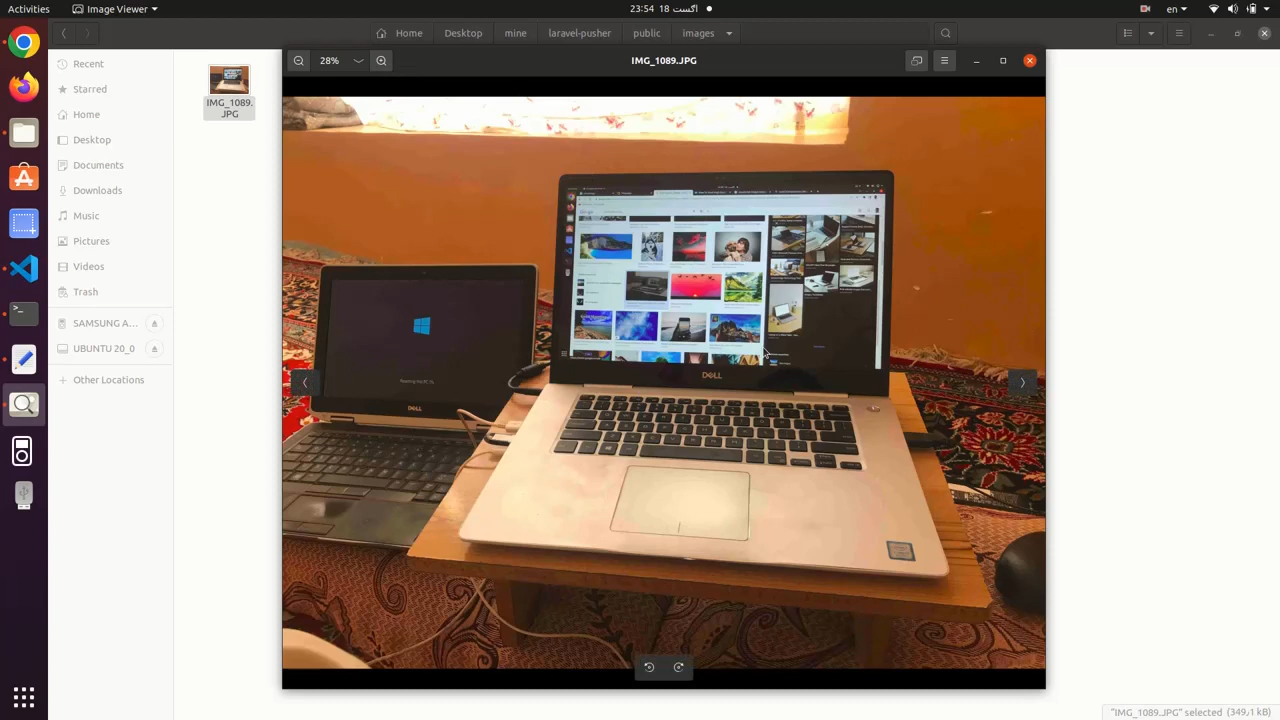 Activities
Image Viewer
23:54 18 اگست
en
Home
Desktop
mine
laravel-pusher
public
images
28%
IMG_1089.JPG
Recent
Starred
Home
Desktop
Documents
Downloads
Music
Pictures
Videos
Trash
SAMSUNG A...
UBUNTU 20_0
Other Locations
IMG_1089.
JPG
DELL
DELL
"IMG_1089.JPG" selected (349٫1 kB)